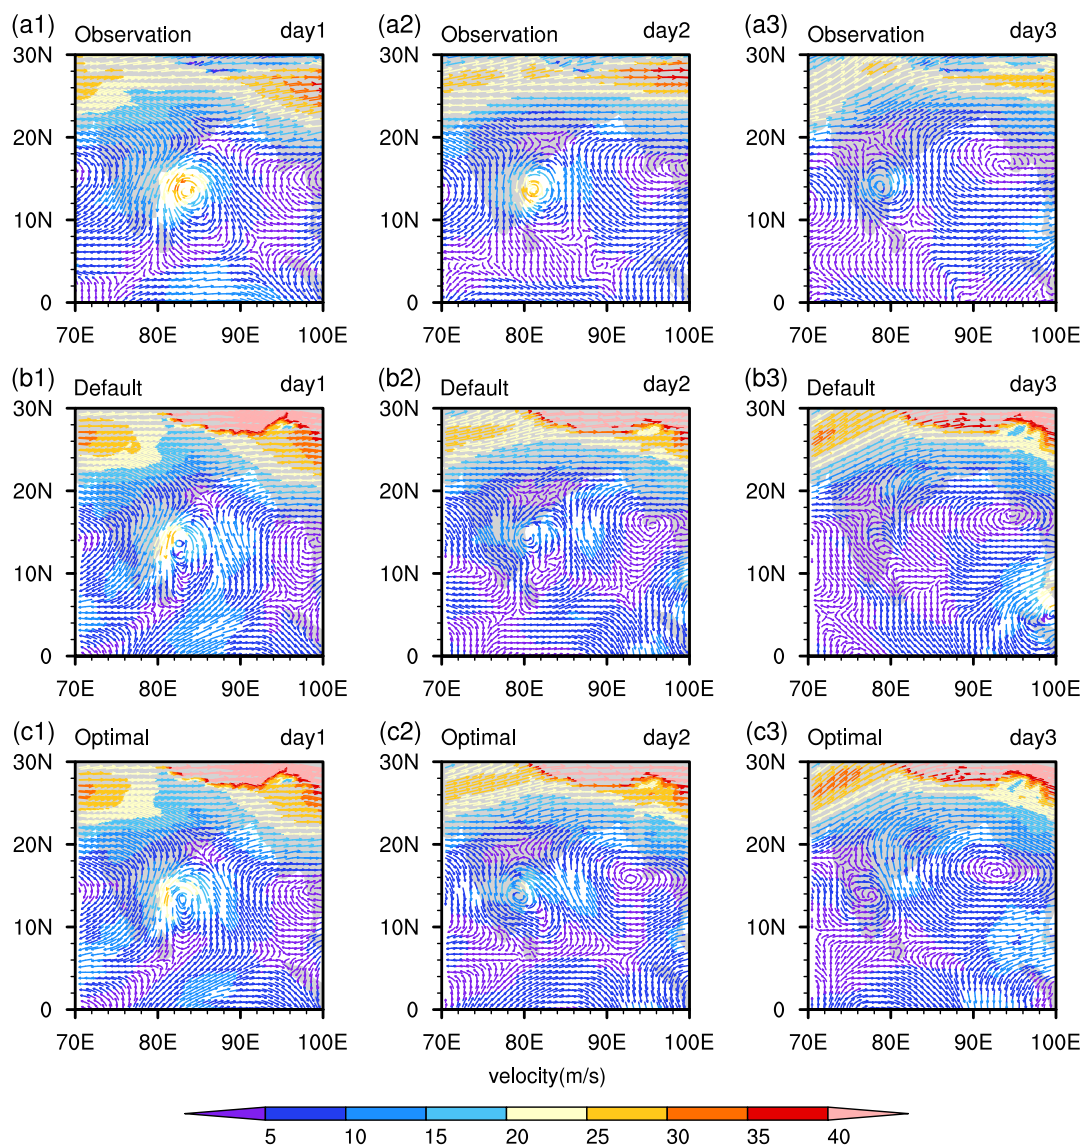 (a1) Observation day1
(a2) Observation day2
(a3) Observation day3
30N 30N 30N
20N 20N 20N
10N 10N 10N
0 0 0
70E 80E 90E 100E 70E 80E 90E 100E 70E 80E 90E 100E
(b1) Default day1
(b2) Default day2
(b3) Default day3
30N 30N 30N
20N 20N 20N
10N 10N 10N
0 0 0
70E 80E 90E 100E 70E 80E 90E 100E 70E 80E 90E 100E
(c1) Optimal day1
(c2) Optimal day2
(c3) Optimal day3
30N 30N 30N
20N 20N 20N
10N 10N 10N
0 0 0
70E 80E 90E 100E 70E 80E 90E 100E 70E 80E 90E 100E
velocity(m/s)
5 10 15 20 25 30 35 40